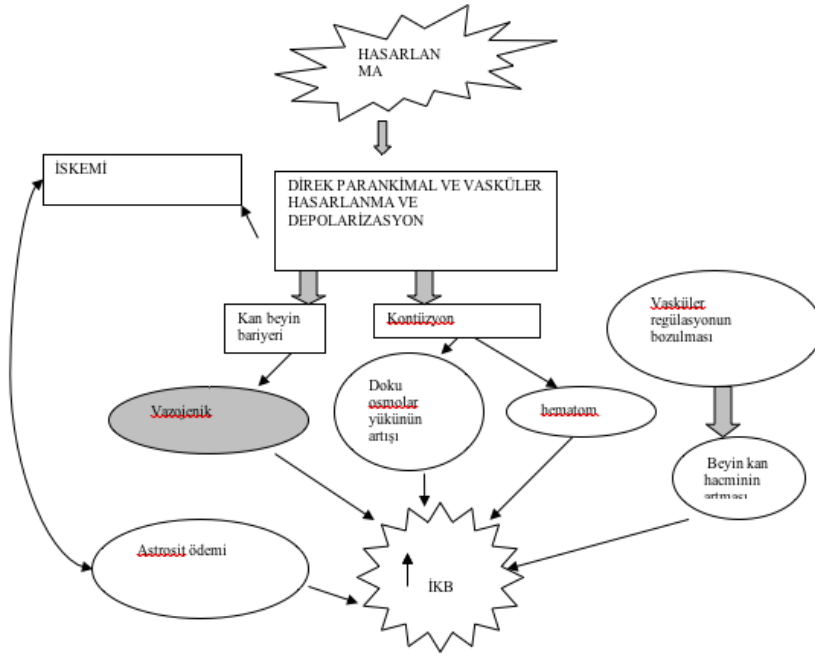 HASARLAN
MA
İSKEMİ
DİREK PARANKİMAL VE VASKÜLER
HASARLANMA VE
DEPOLARİZASYON
Kan beyin
bariyeri
Kontüzyon
Vasküler
regülasyonun
bozulması
Vazojenik
Doku
osmolar
yükünün
artışı
hematom
Beyin kan
hacminin
artması
Astrosit ödemi
İKB